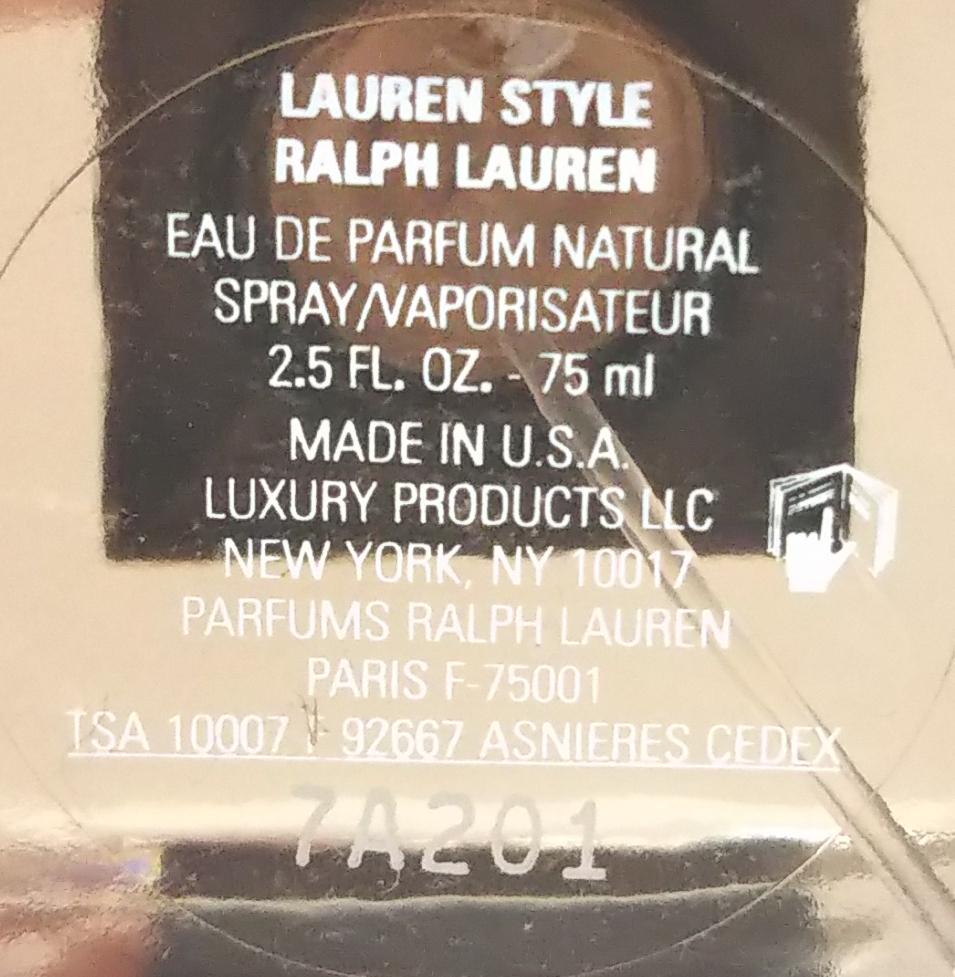 LAUREN STYLE
RALPH LAUREN
EAU DE PARFUM NATURAL
SPRAY/VAPORISATEUR
2.5 FL. OZ. - 75 ml
MADE IN U.S.A.
LUXURY PRODUCTS LLC
NEW YORK, NY 10017
PARFUMS RALPH LAUREN
PARIS F-75001
TSA 10007 F 92667 ASNIERES CEDEX
7A201